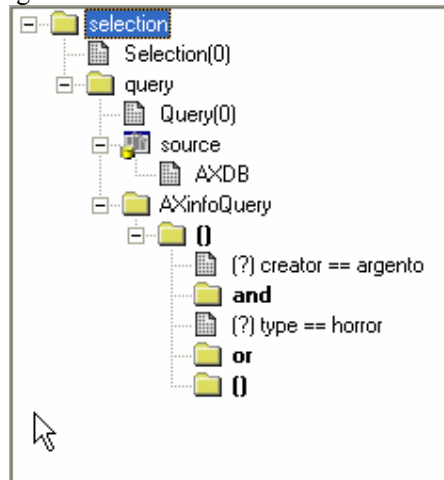 selection
Selection(0)
query
Query(0)
source
AXDB
AXinfoQuery
()
(?) creator == argento
and
(?) type == horror
or
()